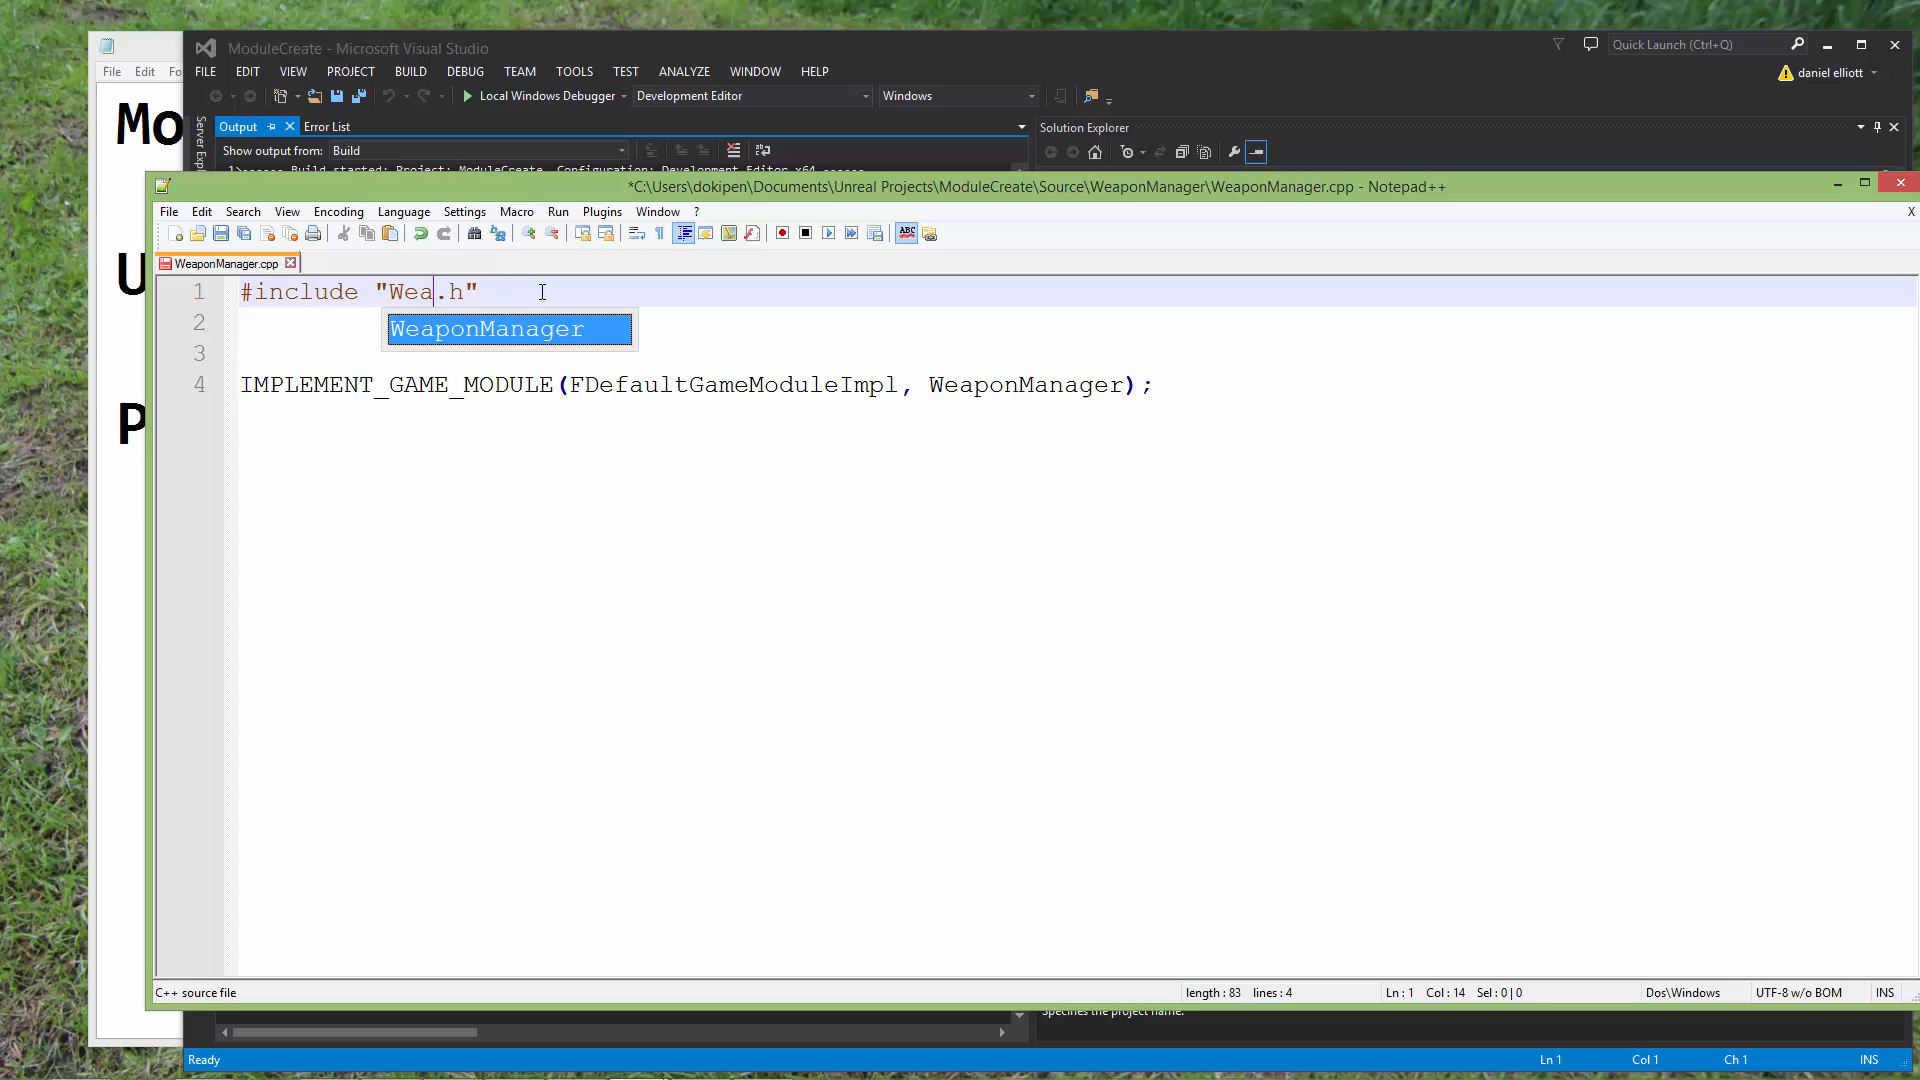 ModuleCreate - Microsoft Visual Studio
Quick Launch (Ctrl+Q)
File Edit Fo
FILE EDIT VIEW PROJECT BUILD DEBUG TEAM TOOLS TEST ANALYZE WINDOW HELP
daniel elliott
Local Windows Debugger Development Editor Windows
Mo
Server Exp
Output Error List
Solution Explorer
Show output from: Build
1>------ Build started: Project: ModuleCreate, Configuration: Development_Editor x64 ------
*C:\Users\dokipen\Documents\Unreal Projects\ModuleCreate\Source\WeaponManager\WeaponManager.cpp - Notepad++
File Edit Search View Encoding Language Settings Macro Run Plugins Window ? X
ABC
WeaponManager.cpp
U
P
1 #include "Wea.h"
WeaponManager
2
3
4 IMPLEMENT_GAME_MODULE(FDefaultGameModuleImpl, WeaponManager);
C++ source file length : 83 lines : 4 Ln : 1 Col : 14 Sel : 0 | 0 Dos\Windows UTF-8 w/o BOM INS
Specifies the project name.
Ready Ln 1 Col 1 Ch 1 INS